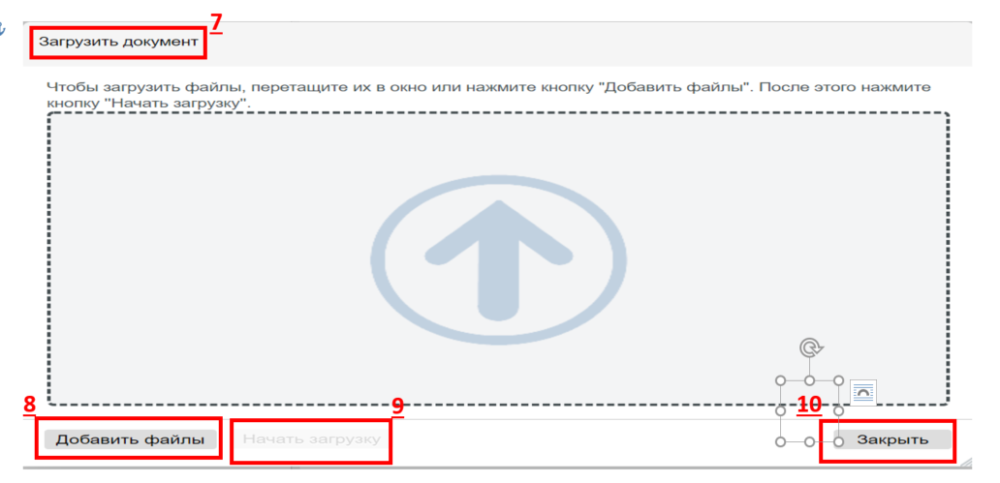 7
Загрузить документ
Чтобы загрузить файлы, перетащите их в окно или нажмите кнопку "Добавить файлы". После этого нажмите
кнопку "Начать загрузку".
8
9
10
Добавить файлы
Начать загрузку
Закрыть